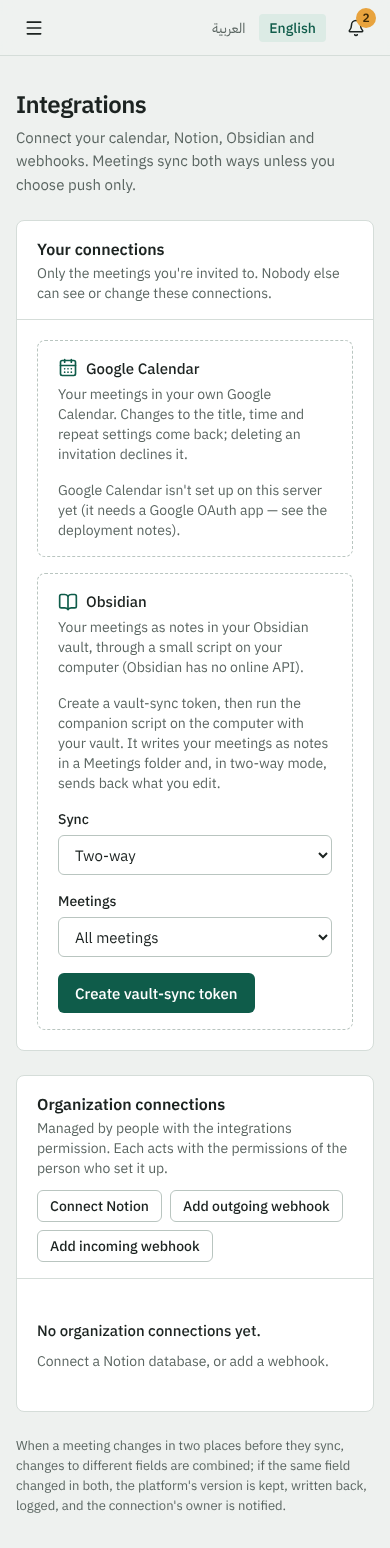 العربية
English
2
Integrations
Connect your calendar, Notion, Obsidian and
webhooks. Meetings sync both ways unless you
choose push only.
Your connections
Only the meetings you're invited to. Nobody else
can see or change these connections.
Google Calendar
Your meetings in your own Google
Calendar. Changes to the title, time and
repeat settings come back; deleting an
invitation declines it.
Google Calendar isn't set up on this server
yet (it needs a Google OAuth app — see the
deployment notes).
Obsidian
Your meetings as notes in your Obsidian
vault, through a small script on your
computer (Obsidian has no online API).
Create a vault-sync token, then run the
companion script on the computer with
your vault. It writes your meetings as notes
in a Meetings folder and, in two-way mode,
sends back what you edit.
Sync
Two-way
Meetings
All meetings
Create vault-sync token
Organization connections
Managed by people with the integrations
permission. Each acts with the permissions of the
person who set it up.
Connect Notion
Add outgoing webhook
Add incoming webhook
No organization connections yet.
Connect a Notion database, or add a webhook.
When a meeting changes in two places before they sync,
changes to different fields are combined; if the same field
changed in both, the platform's version is kept, written back,
logged, and the connection's owner is notified.